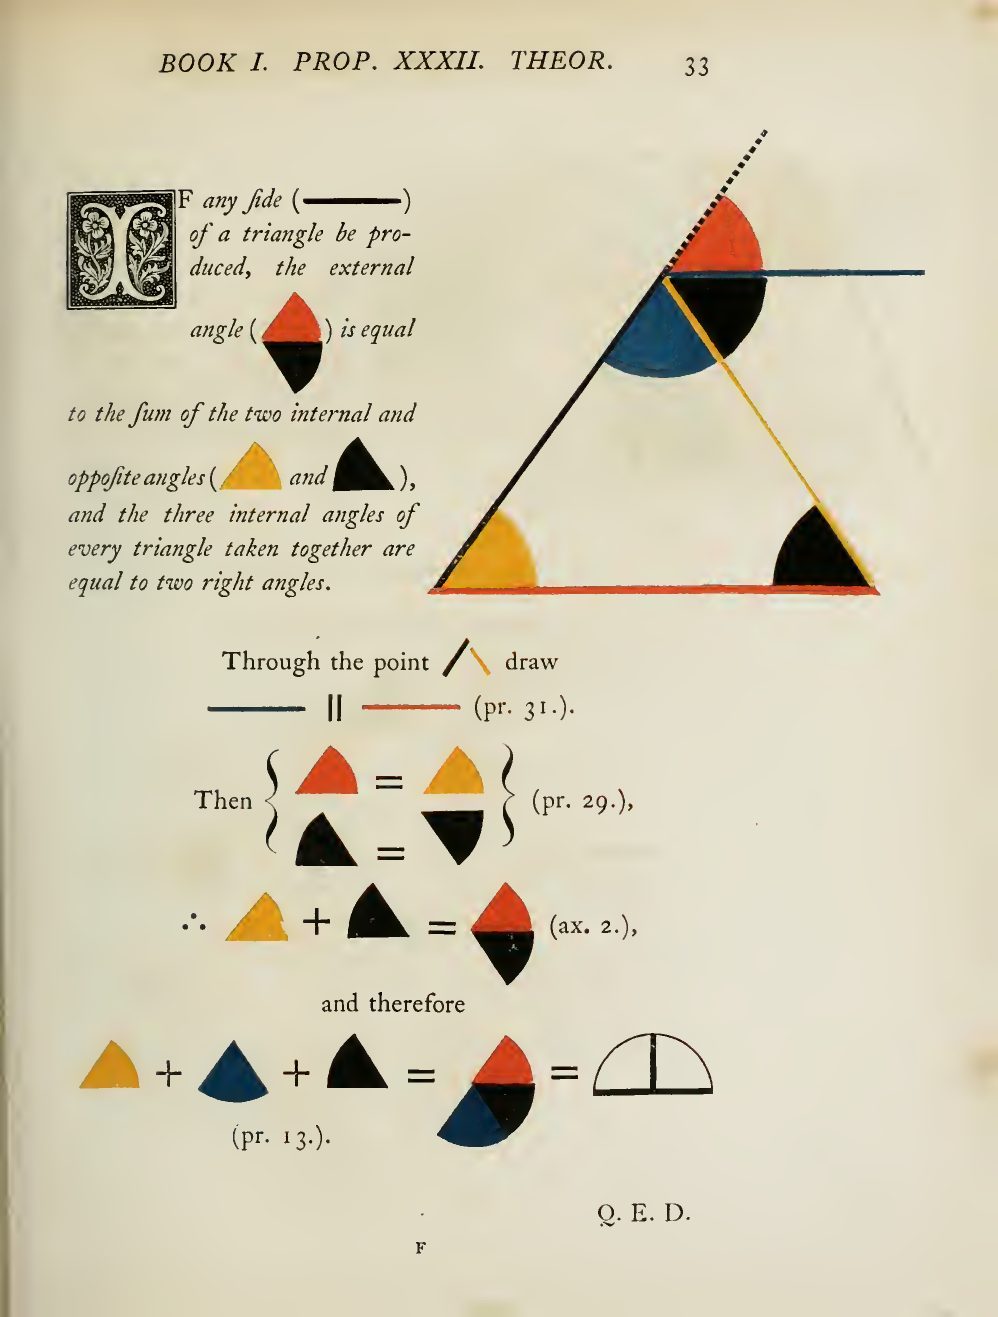 BOOK I. PROP. XXXII. THEOR. 33
IF any ſide ( )
of a triangle be pro-
duced, the external
angle ( ) is equal
to the ſum of the two internal and
oppoſite angles ( and ),
and the three internal angles of
every triangle taken together are
equal to two right angles.
Through the point draw
|| (pr. 31.).
Then { = } (pr. 29.),
=
∴ + = (ax. 2.),
and therefore
+ + = =
(pr. 13.).
Q. E. D.
F